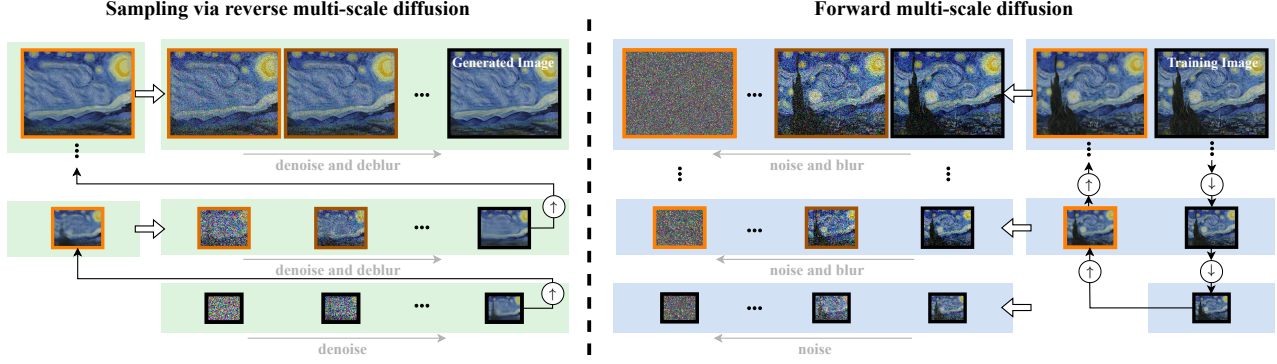 Sampling via reverse multi-scale diffusion
Generated Image
denoise and deblur
↑
denoise and deblur
↑
denoise
Forward multi-scale diffusion
Training Image
noise and blur
↑
↓
noise and blur
↑
↓
noise